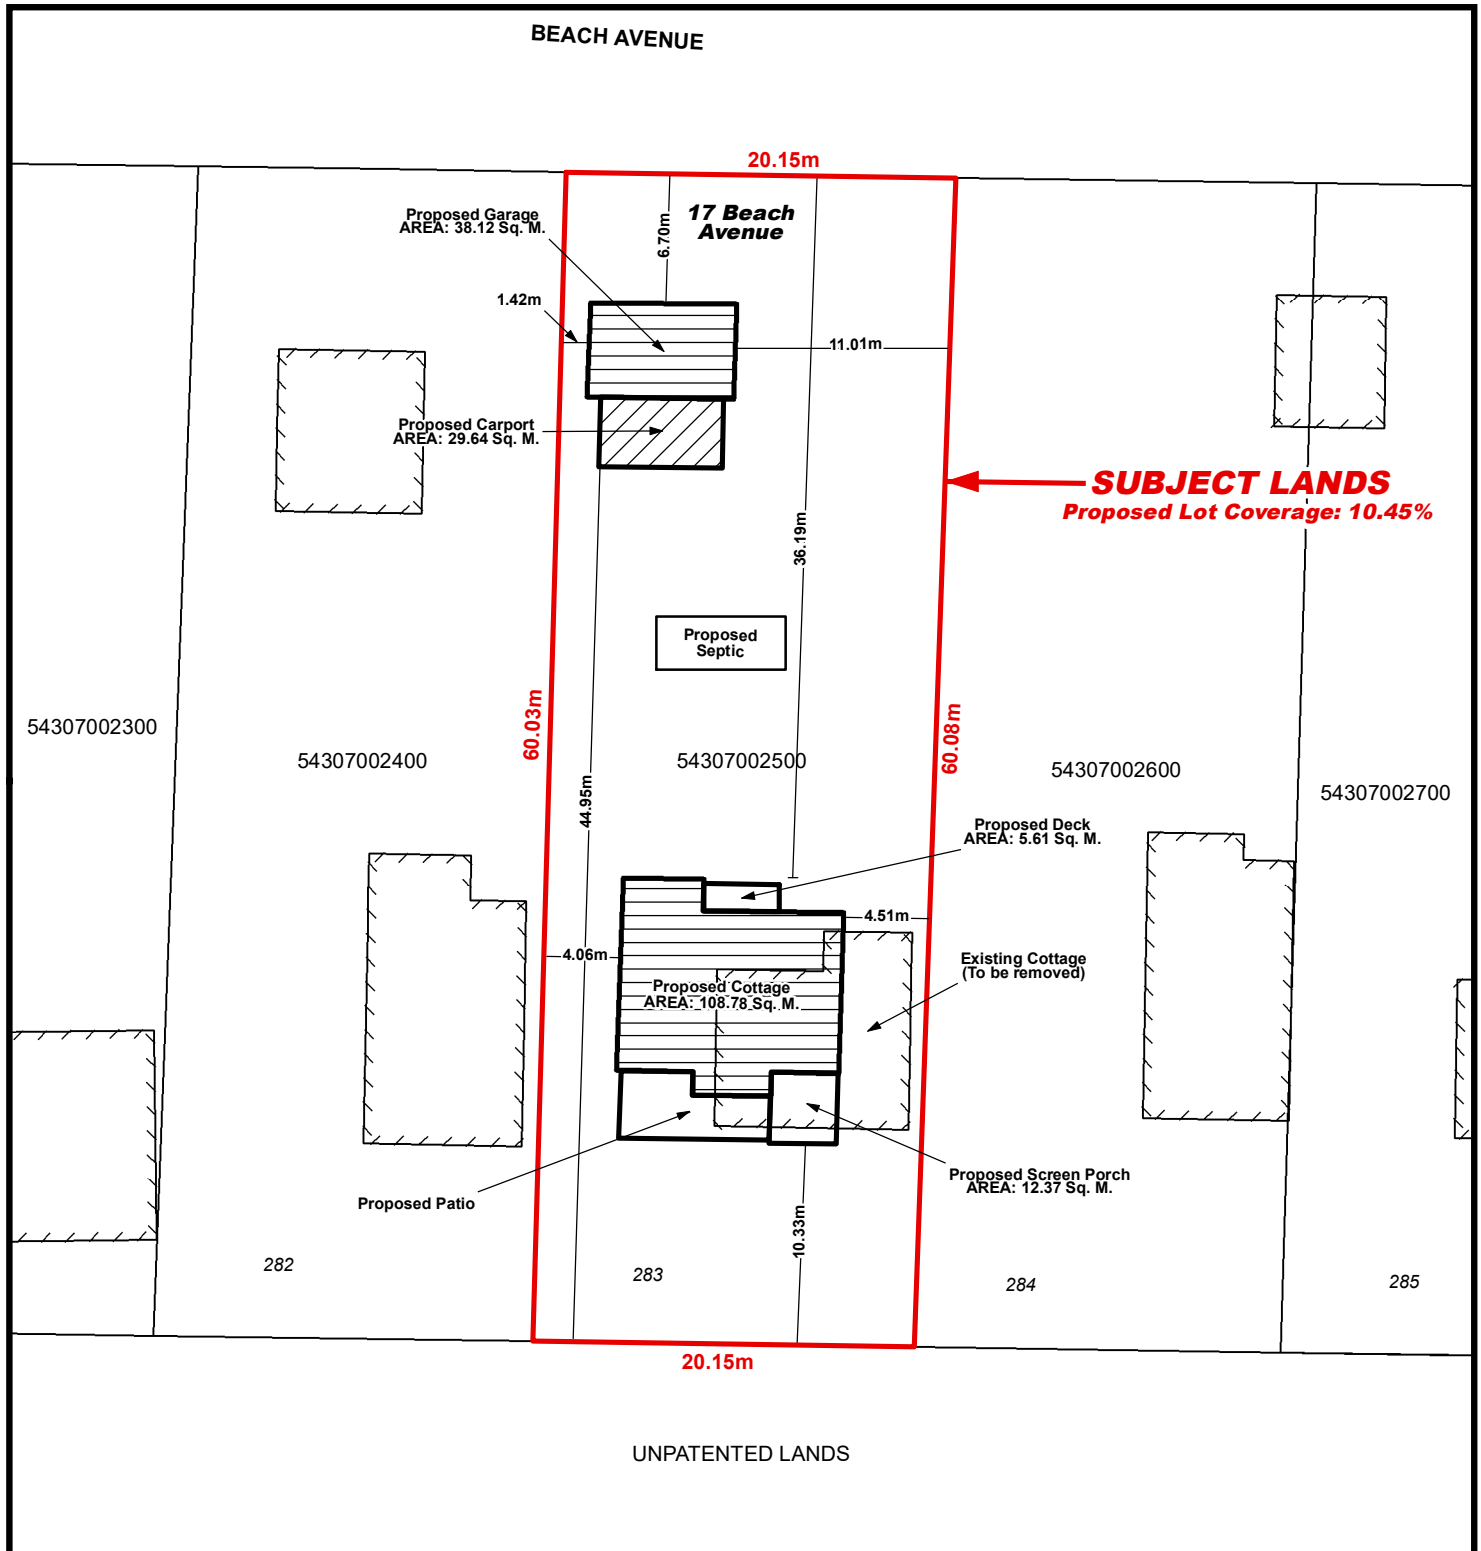 BEACH AVENUE
20.15m
17 Beach
Avenue
Proposed Garage
AREA: 38.12 Sq. M.
6.70m
1.42m
11.01m
Proposed Carport
AREA: 29.64 Sq. M.
SUBJECT LANDS
Proposed Lot Coverage: 10.45%
36.19m
Proposed
Septic
60.03m
60.08m
54307002300
54307002400
54307002500
54307002600
54307002700
44.95m
Proposed Deck
AREA: 5.61 Sq. M.
4.51m
4.06m
Existing Cottage
(To be removed)
Proposed Cottage
AREA: 108.78 Sq. M.
Proposed Screen Porch
AREA: 12.37 Sq. M.
Proposed Patio
10.33m
282
283
284
285
20.15m
UNPATENTED LANDS